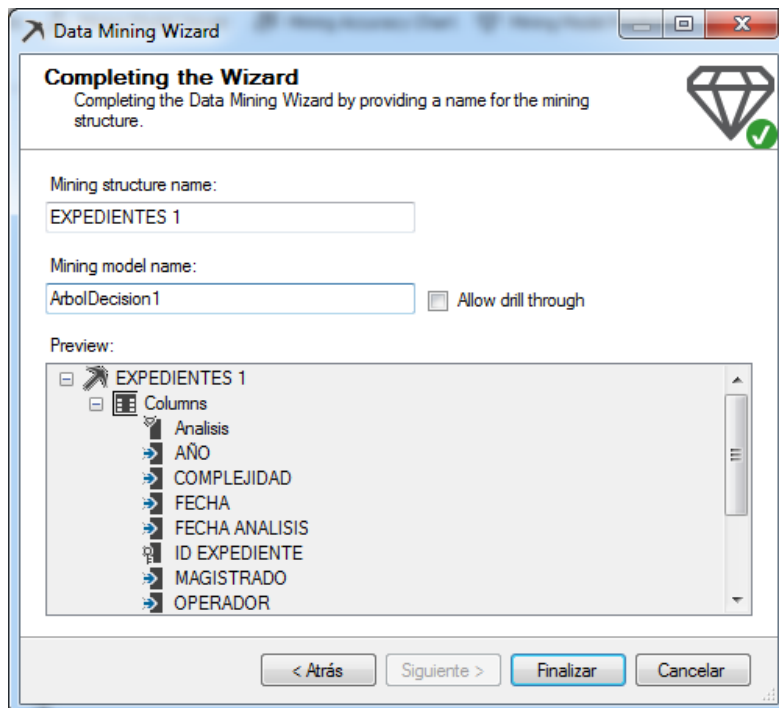 Data Mining Wizard
Completing the Wizard
Completing the Data Mining Wizard by providing a name for the mining
structure.
Mining structure name:
EXPEDIENTES 1
Mining model name:
ArbolDecision1
Allow drill through
Preview:
EXPEDIENTES 1
Columns
Analisis
AÑO
COMPLEJIDAD
FECHA
FECHA ANALISIS
ID EXPEDIENTE
MAGISTRADO
OPERADOR
< Atrás
Siguiente >
Finalizar
Cancelar